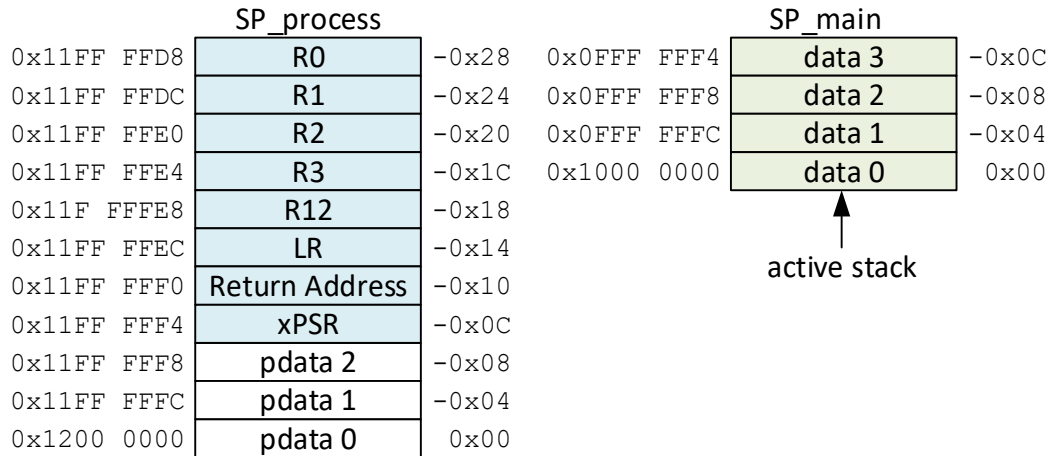 SP_process SP_main
0x11FF FFD8 R0 -0x28 0x0FFF FFF4 data 3 -0x0C
0x11FF FFDC R1 -0x24 0x0FFF FFF8 data 2 -0x08
0x11FF FFE0 R2 -0x20 0x0FFF FFFC data 1 -0x04
0x11FF FFE4 R3 -0x1C 0x1000 0000 data 0 0x00
0x11F FFFE8 R12 -0x18
0x11FF FFEC LR -0x14
active stack
0x11FF FFF0 Return Address -0x10
0x11FF FFF4 xPSR -0x0C
0x11FF FFF8 pdata 2 -0x08
0x11FF FFFC pdata 1 -0x04
0x1200 0000 pdata 0 0x00